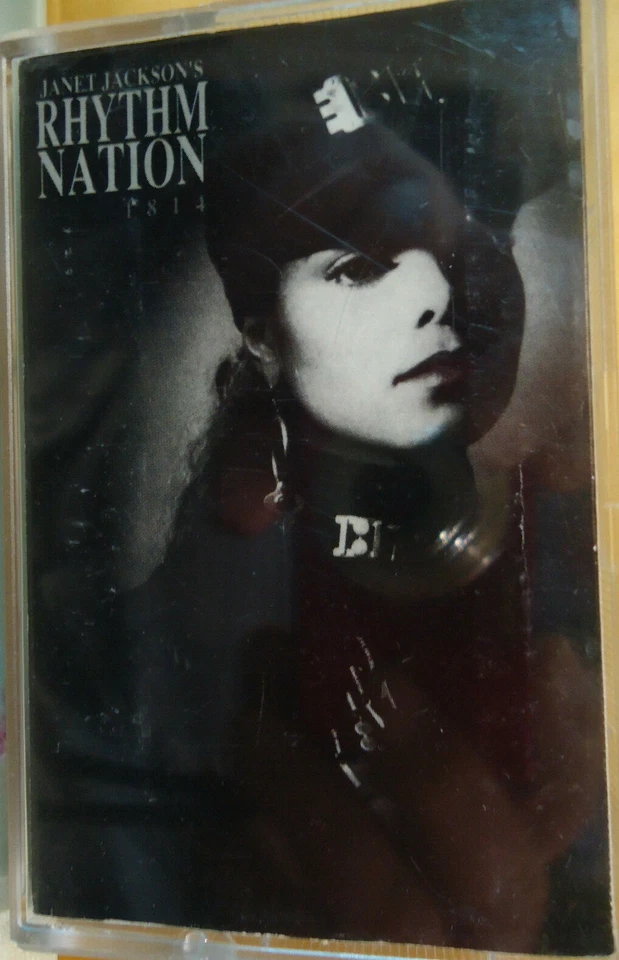 JANET JACKSON'S
RHYTHM
NATION
1814